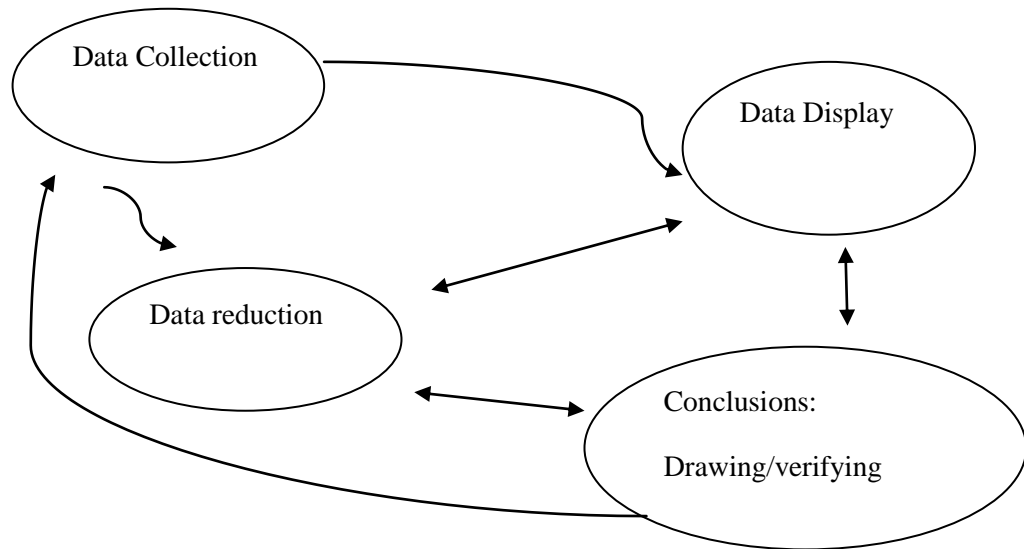 Data Collection
Data Display
Data reduction
Conclusions:
Drawing/verifying